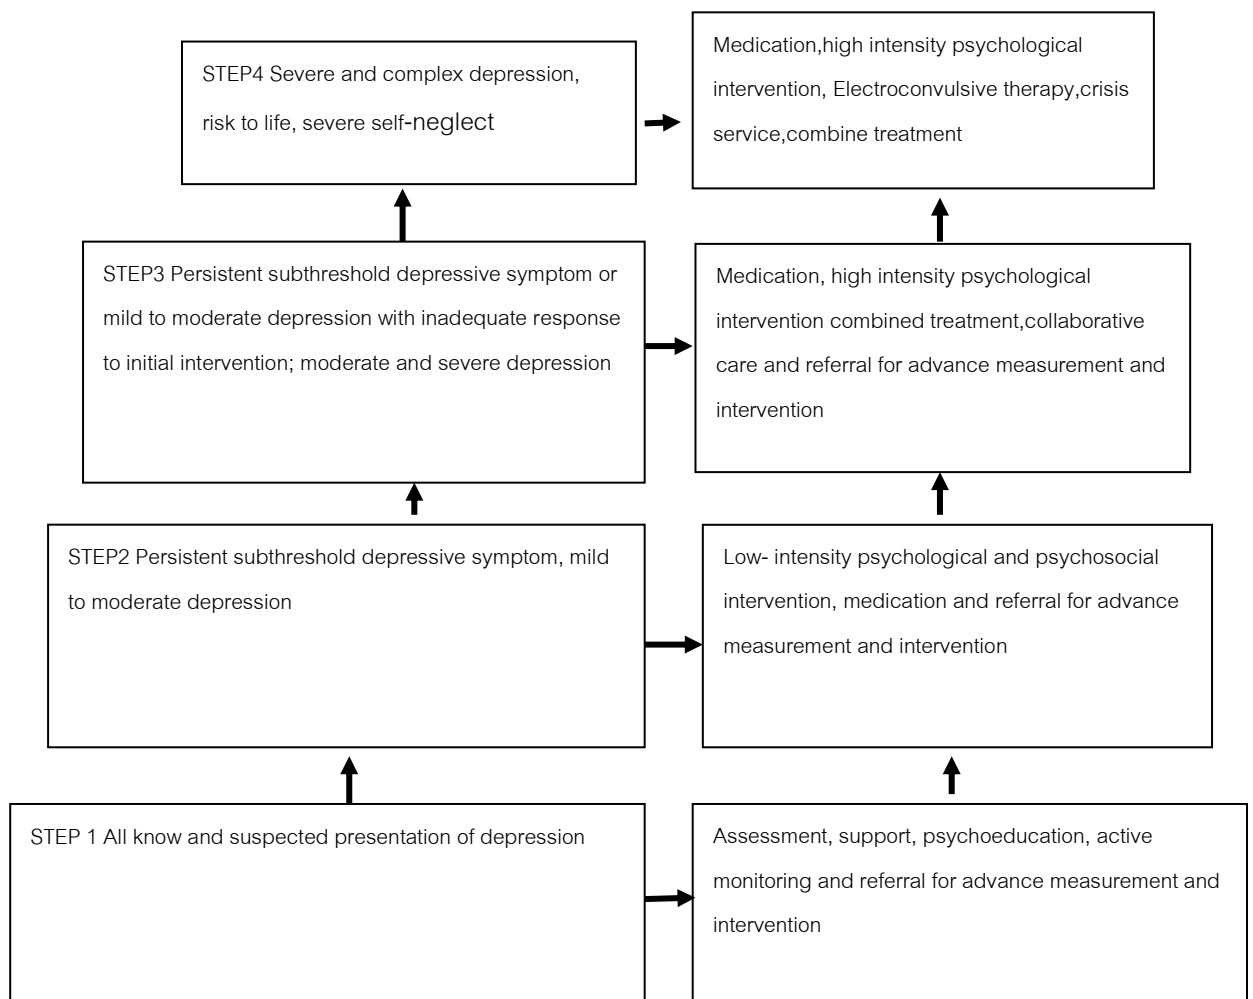 STEP4 Severe and complex depression,
risk to life, severe self-neglect
Medication,high intensity psychological
intervention, Electroconvulsive therapy,crisis
service,combine treatment
STEP3 Persistent subthreshold depressive symptom or
mild to moderate depression with inadequate response
to initial intervention; moderate and severe depression
Medication, high intensity psychological
intervention combined treatment,collaborative
care and referral for advance measurement and
intervention
STEP2 Persistent subthreshold depressive symptom, mild
to moderate depression
Low- intensity psychological and psychosocial
intervention, medication and referral for advance
measurement and intervention
STEP 1 All know and suspected presentation of depression
Assessment, support, psychoeducation, active
monitoring and referral for advance measurement and
intervention